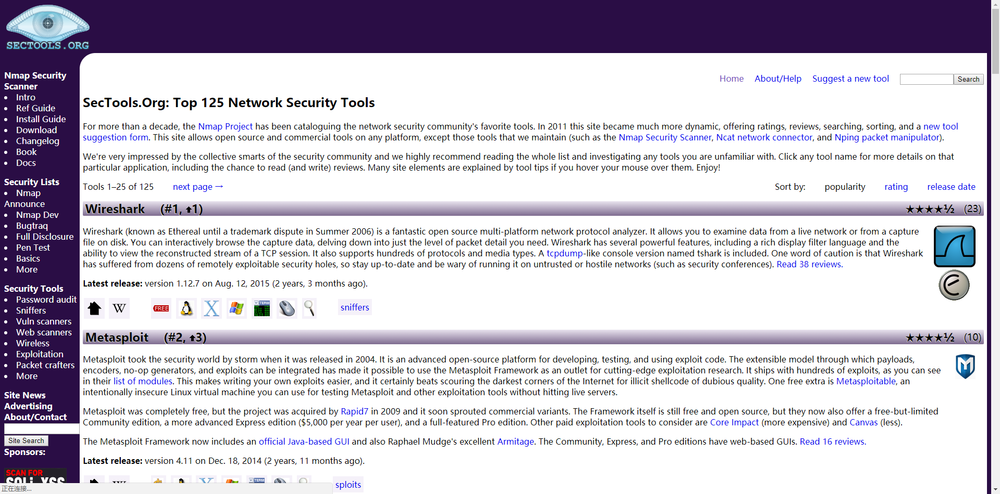 SECTOOLS.ORG
Nmap Security
Scanner
Intro
Ref Guide
Install Guide
Download
Changelog
Book
Docs
Security Lists
Nmap
Announce
Nmap Dev
Bugtraq
Full Disclosure
Pen Test
Basics
More
Security Tools
Password audit
Sniffers
Vuln scanners
Web scanners
Wireless
Exploitation
Packet crafters
More
Site News
Advertising
About/Contact
Site Search
Sponsors:
SCAN FOR
Home About/Help Suggest a new tool Search
SecTools.Org: Top 125 Network Security Tools
For more than a decade, the Nmap Project has been cataloguing the network security community's favorite tools. In 2011 this site became much more dynamic, offering ratings, reviews, searching, sorting, and a new tool
suggestion form. This site allows open source and commercial tools on any platform, except those tools that we maintain (such as the Nmap Security Scanner, Ncat network connector, and Nping packet manipulator).
We're very impressed by the collective smarts of the security community and we highly recommend reading the whole list and investigating any tools you are unfamiliar with. Click any tool name for more details on that
particular application, including the chance to read (and write) reviews. Many site elements are explained by tool tips if you hover your mouse over them. Enjoy!
Tools 1–25 of 125 next page → Sort by: popularity rating release date
Wireshark (#1, ⬆1) ★★★★½ (23)
Wireshark (known as Ethereal until a trademark dispute in Summer 2006) is a fantastic open source multi-platform network protocol analyzer. It allows you to examine data from a live network or from a capture
file on disk. You can interactively browse the capture data, delving down into just the level of packet detail you need. Wireshark has several powerful features, including a rich display filter language and the
ability to view the reconstructed stream of a TCP session. It also supports hundreds of protocols and media types. A tcpdump-like console version named tshark is included. One word of caution is that Wireshark
has suffered from dozens of remotely exploitable security holes, so stay up-to-date and be wary of running it on untrusted or hostile networks (such as security conferences). Read 38 reviews.
Latest release: version 1.12.7 on Aug. 12, 2015 (2 years, 3 months ago).
W FREE X TERM sniffers
Metasploit (#2, ⬆3) ★★★★½ (10)
Metasploit took the security world by storm when it was released in 2004. It is an advanced open-source platform for developing, testing, and using exploit code. The extensible model through which payloads,
encoders, no-op generators, and exploits can be integrated has made it possible to use the Metasploit Framework as an outlet for cutting-edge exploitation research. It ships with hundreds of exploits, as you can see
in their list of modules. This makes writing your own exploits easier, and it certainly beats scouring the darkest corners of the Internet for illicit shellcode of dubious quality. One free extra is Metasploitable, an
intentionally insecure Linux virtual machine you can use for testing Metasploit and other exploitation tools without hitting live servers.
Metasploit was completely free, but the project was acquired by Rapid7 in 2009 and it soon sprouted commercial variants. The Framework itself is still free and open source, but they now also offer a free-but-limited
Community edition, a more advanced Express edition ($5,000 per year per user), and a full-featured Pro edition. Other paid exploitation tools to consider are Core Impact (more expensive) and Canvas (less).
The Metasploit Framework now includes an official Java-based GUI and also Raphael Mudge's excellent Armitage. The Community, Express, and Pro editions have web-based GUIs. Read 16 reviews.
Latest release: version 4.11 on Dec. 18, 2014 (2 years, 11 months ago).
W X TERM sploits
正在连接...